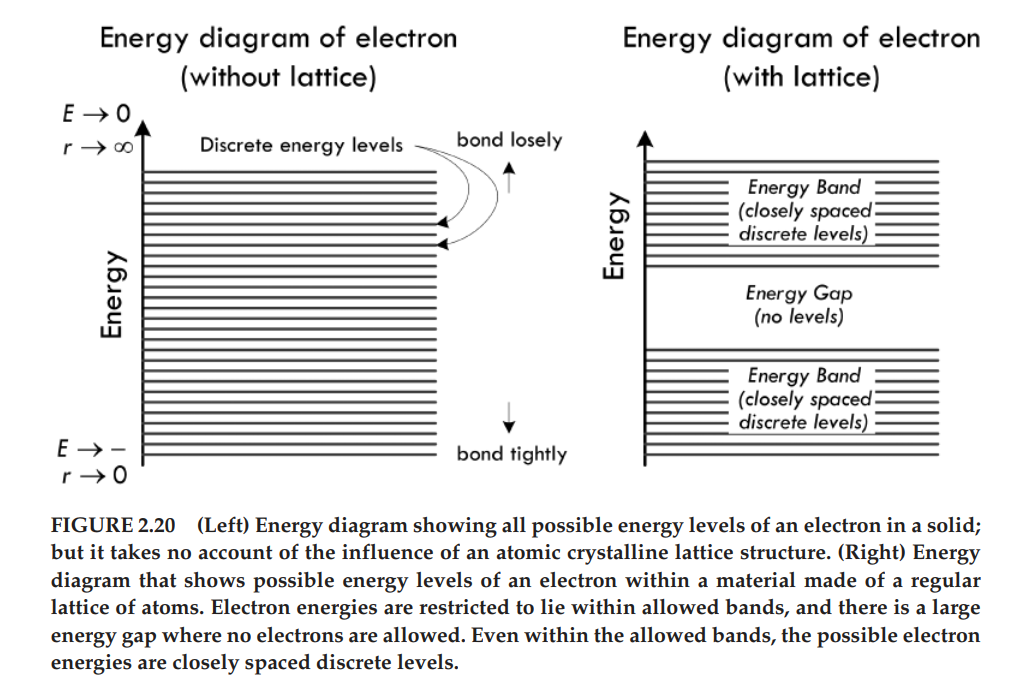 Energy diagram of electron
(without lattice)
E → 0
r → ∞
Discrete energy levels
bond losely
Energy
E → –
r → 0
bond tightly
Energy diagram of electron
(with lattice)
Energy
Energy Band
(closely spaced
discrete levels)
Energy Gap
(no levels)
Energy Band
(closely spaced
discrete levels)
FIGURE 2.20 (Left) Energy diagram showing all possible energy levels of an electron in a solid;
but it takes no account of the influence of an atomic crystalline lattice structure. (Right) Energy
diagram that shows possible energy levels of an electron within a material made of a regular
lattice of atoms. Electron energies are restricted to lie within allowed bands, and there is a large
energy gap where no electrons are allowed. Even within the allowed bands, the possible electron
energies are closely spaced discrete levels.